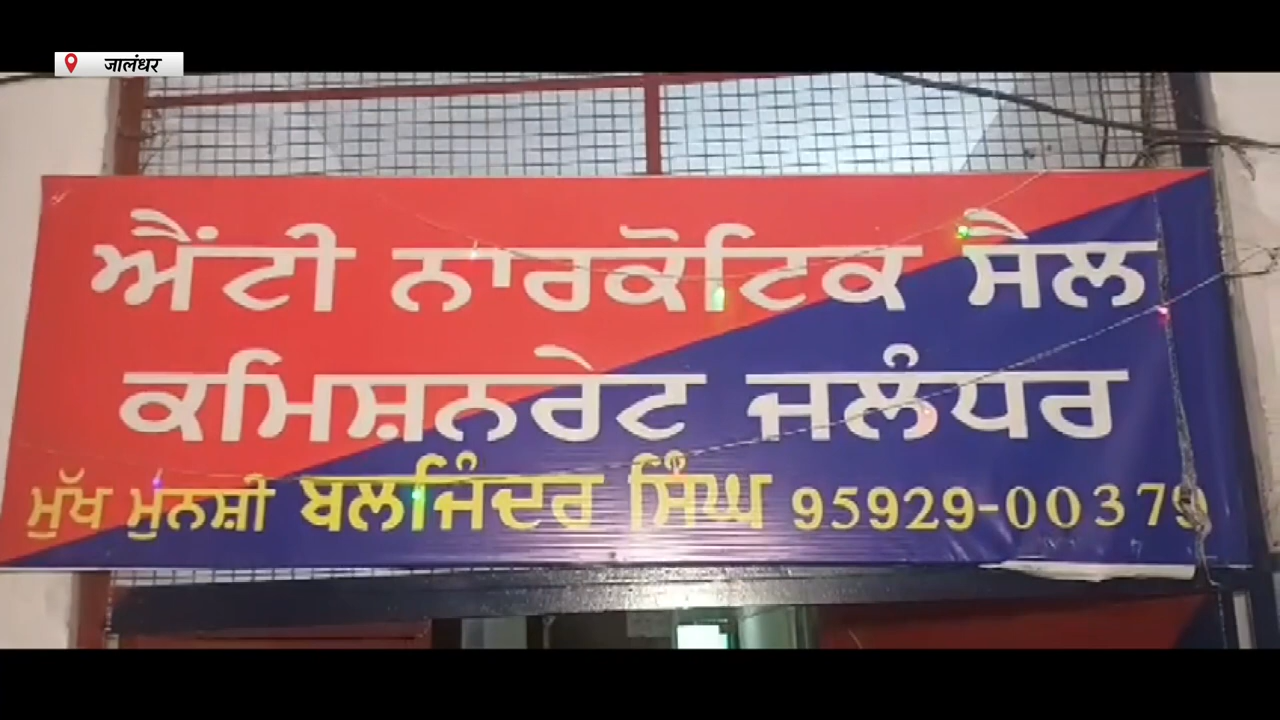 जालंधर
ਐਂਟੀ ਨਾਰਕੋਟਿਕ ਸੈਲ
ਕਮਿਸ਼ਨਰੇਟ ਜਲੰਧਰ
ਮੁੱਖ ਮੁੰਨਸ਼ੀ ਬਲਜਿੰਦਰ ਸਿੰਘ 95929-00379